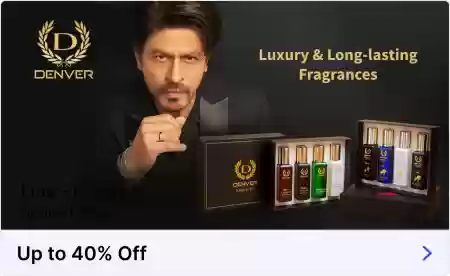 D
DENVER
Luxury & Long-lasting
Fragrances
D
DENVER
Up to 40% Off